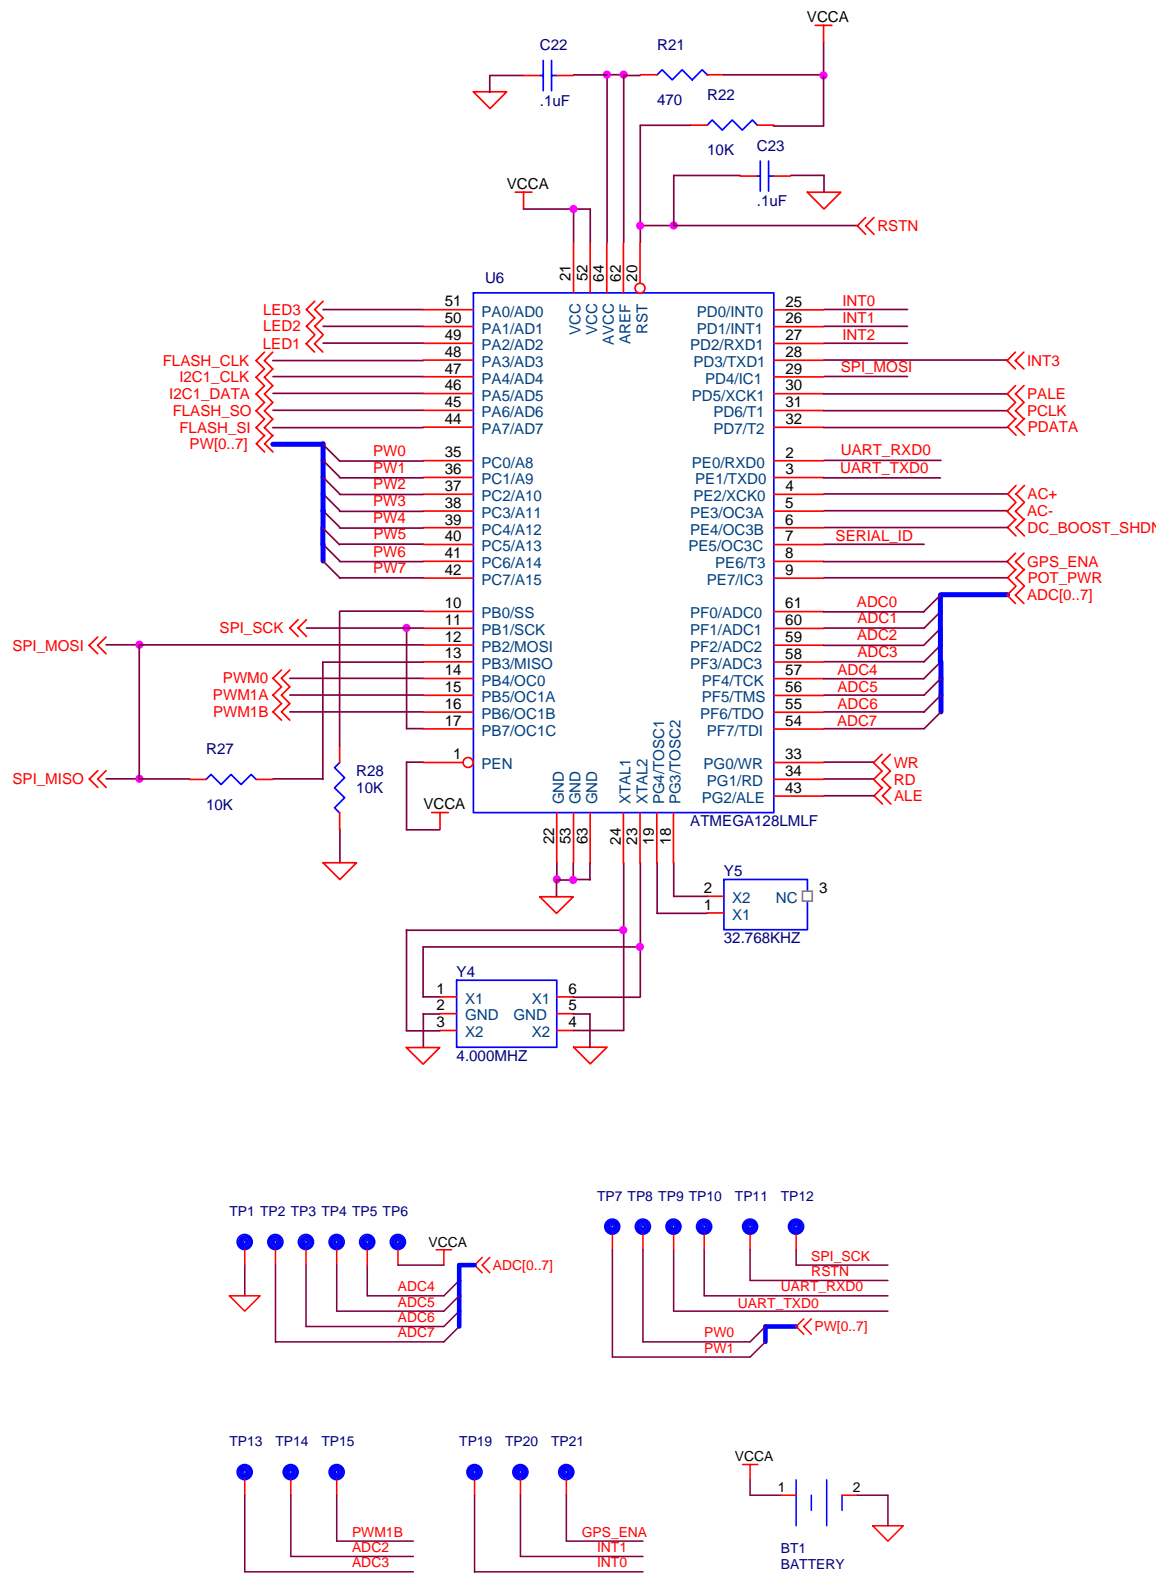 VCCA
C22
R21
.1uF
470
R22
10K
C23
.1uF
VCCA
RSTN
21
52
64
62
20
U6
VCC
VCC
AVCC
AREF
RST
LED3 51 PA0/AD0
LED2 50 PA1/AD1
LED1 49 PA2/AD2
FLASH_CLK 48 PA3/AD3
I2C1_CLK 47 PA4/AD4
I2C1_DATA 46 PA5/AD5
FLASH_SO 45 PA6/AD6
FLASH_SI 44 PA7/AD7
PW[0..7]
PW0 35 PC0/A8
PW1 36 PC1/A9
PW2 37 PC2/A10
PW3 38 PC3/A11
PW4 39 PC4/A12
PW5 40 PC5/A13
PW6 41 PC6/A14
PW7 42 PC7/A15
10 PB0/SS
SPI_SCK 11 PB1/SCK
SPI_MOSI 12 PB2/MOSI
13 PB3/MISO
PWM0 14 PB4/OC0
PWM1A 15 PB5/OC1A
PWM1B 16 PB6/OC1B
17 PB7/OC1C
1 PEN
SPI_MISO
R27
10K
R28
10K
VCCA
PD0/INT0 25 INT0
PD1/INT1 26 INT1
PD2/RXD1 27 INT2
PD3/TXD1 28 INT3
PD4/IC1 29 SPI_MOSI
PD5/XCK1 30 PALE
PD6/T1 31 PCLK
PD7/T2 32 PDATA
PE0/RXD0 2 UART_RXD0
PE1/TXD0 3 UART_TXD0
PE2/XCK0 4 AC+
PE3/OC3A 5 AC-
PE4/OC3B 6 DC_BOOST_SHDN
PE5/OC3C 7 SERIAL_ID
PE6/T3 8 GPS_ENA
PE7/IC3 9 POT_PWR
ADC[0..7]
PF0/ADC0 61 ADC0
PF1/ADC1 60 ADC1
PF2/ADC2 59 ADC2
PF3/ADC3 58 ADC3
PF4/TCK 57 ADC4
PF5/TMS 56 ADC5
PF6/TDO 55 ADC6
PF7/TDI 54 ADC7
PG0/WR 33 WR
PG1/RD 34 RD
PG2/ALE 43 ALE
GND
GND
GND
XTAL1
XTAL2
PG4/TOSC1
PG3/TOSC2
ATMEGA128LMLF
22
53
63
24
23
19
18
Y5
2 X2 NC 3
1 X1
32.768KHZ
Y4
1 X1 X1 6
2 GND GND 5
3 X2 X2 4
4.000MHZ
TP1 TP2 TP3 TP4 TP5 TP6
VCCA
ADC[0..7]
ADC4
ADC5
ADC6
ADC7
TP7 TP8 TP9 TP10 TP11 TP12
SPI_SCK
RSTN
UART_RXD0
UART_TXD0
PW[0..7]
PW0
PW1
TP13 TP14 TP15
PWM1B
ADC2
ADC3
TP19 TP20 TP21
GPS_ENA
INT1
INT0
VCCA
1 2
BT1
BATTERY